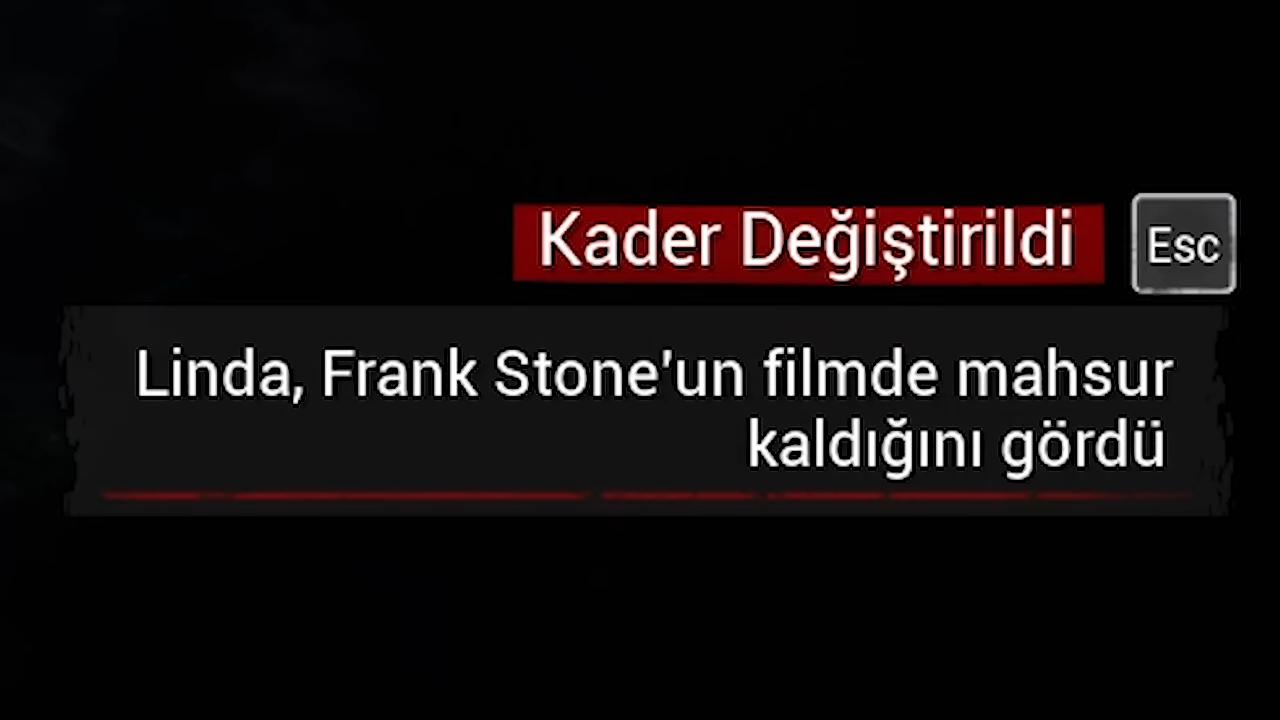 Kader Değiştirildi
Esc
Linda, Frank Stone'un filmde mahsur
kaldığını gördü